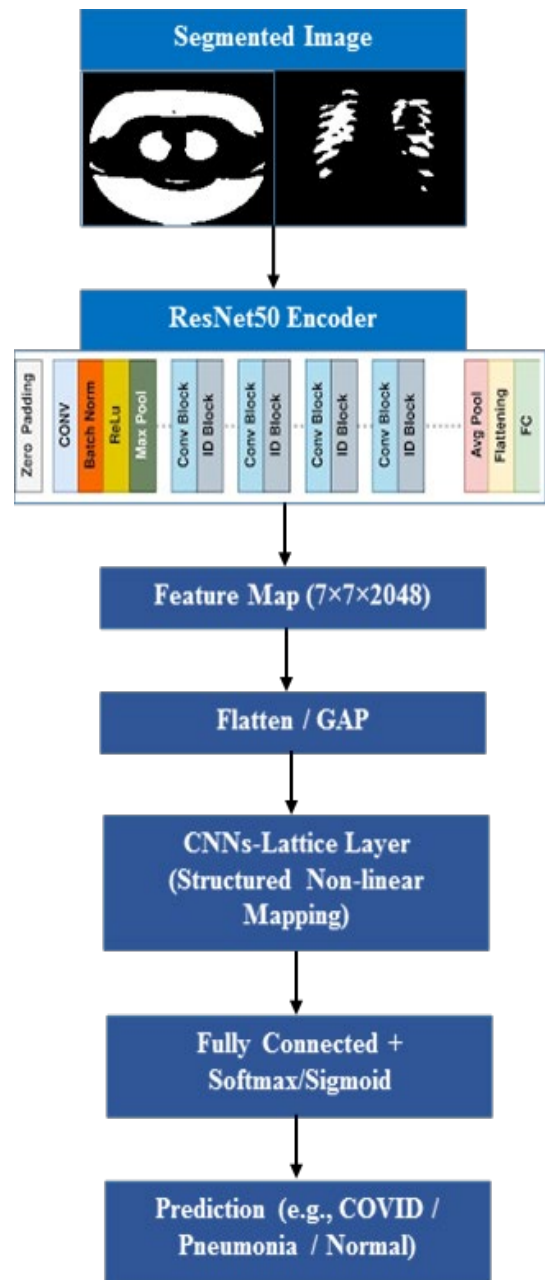 Segmented Image
ResNet50 Encoder
Zero Padding
CONV
Batch Norm
ReLu
Max Pool
Conv Block
ID Block
Conv Block
ID Block
Conv Block
ID Block
Conv Block
ID Block
Avg Pool
Flattening
FC
Feature Map (7×7×2048)
Flatten / GAP
CNNs-Lattice Layer
(Structured Non-linear
Mapping)
Fully Connected +
Softmax/Sigmoid
Prediction (e.g., COVID /
Pneumonia / Normal)